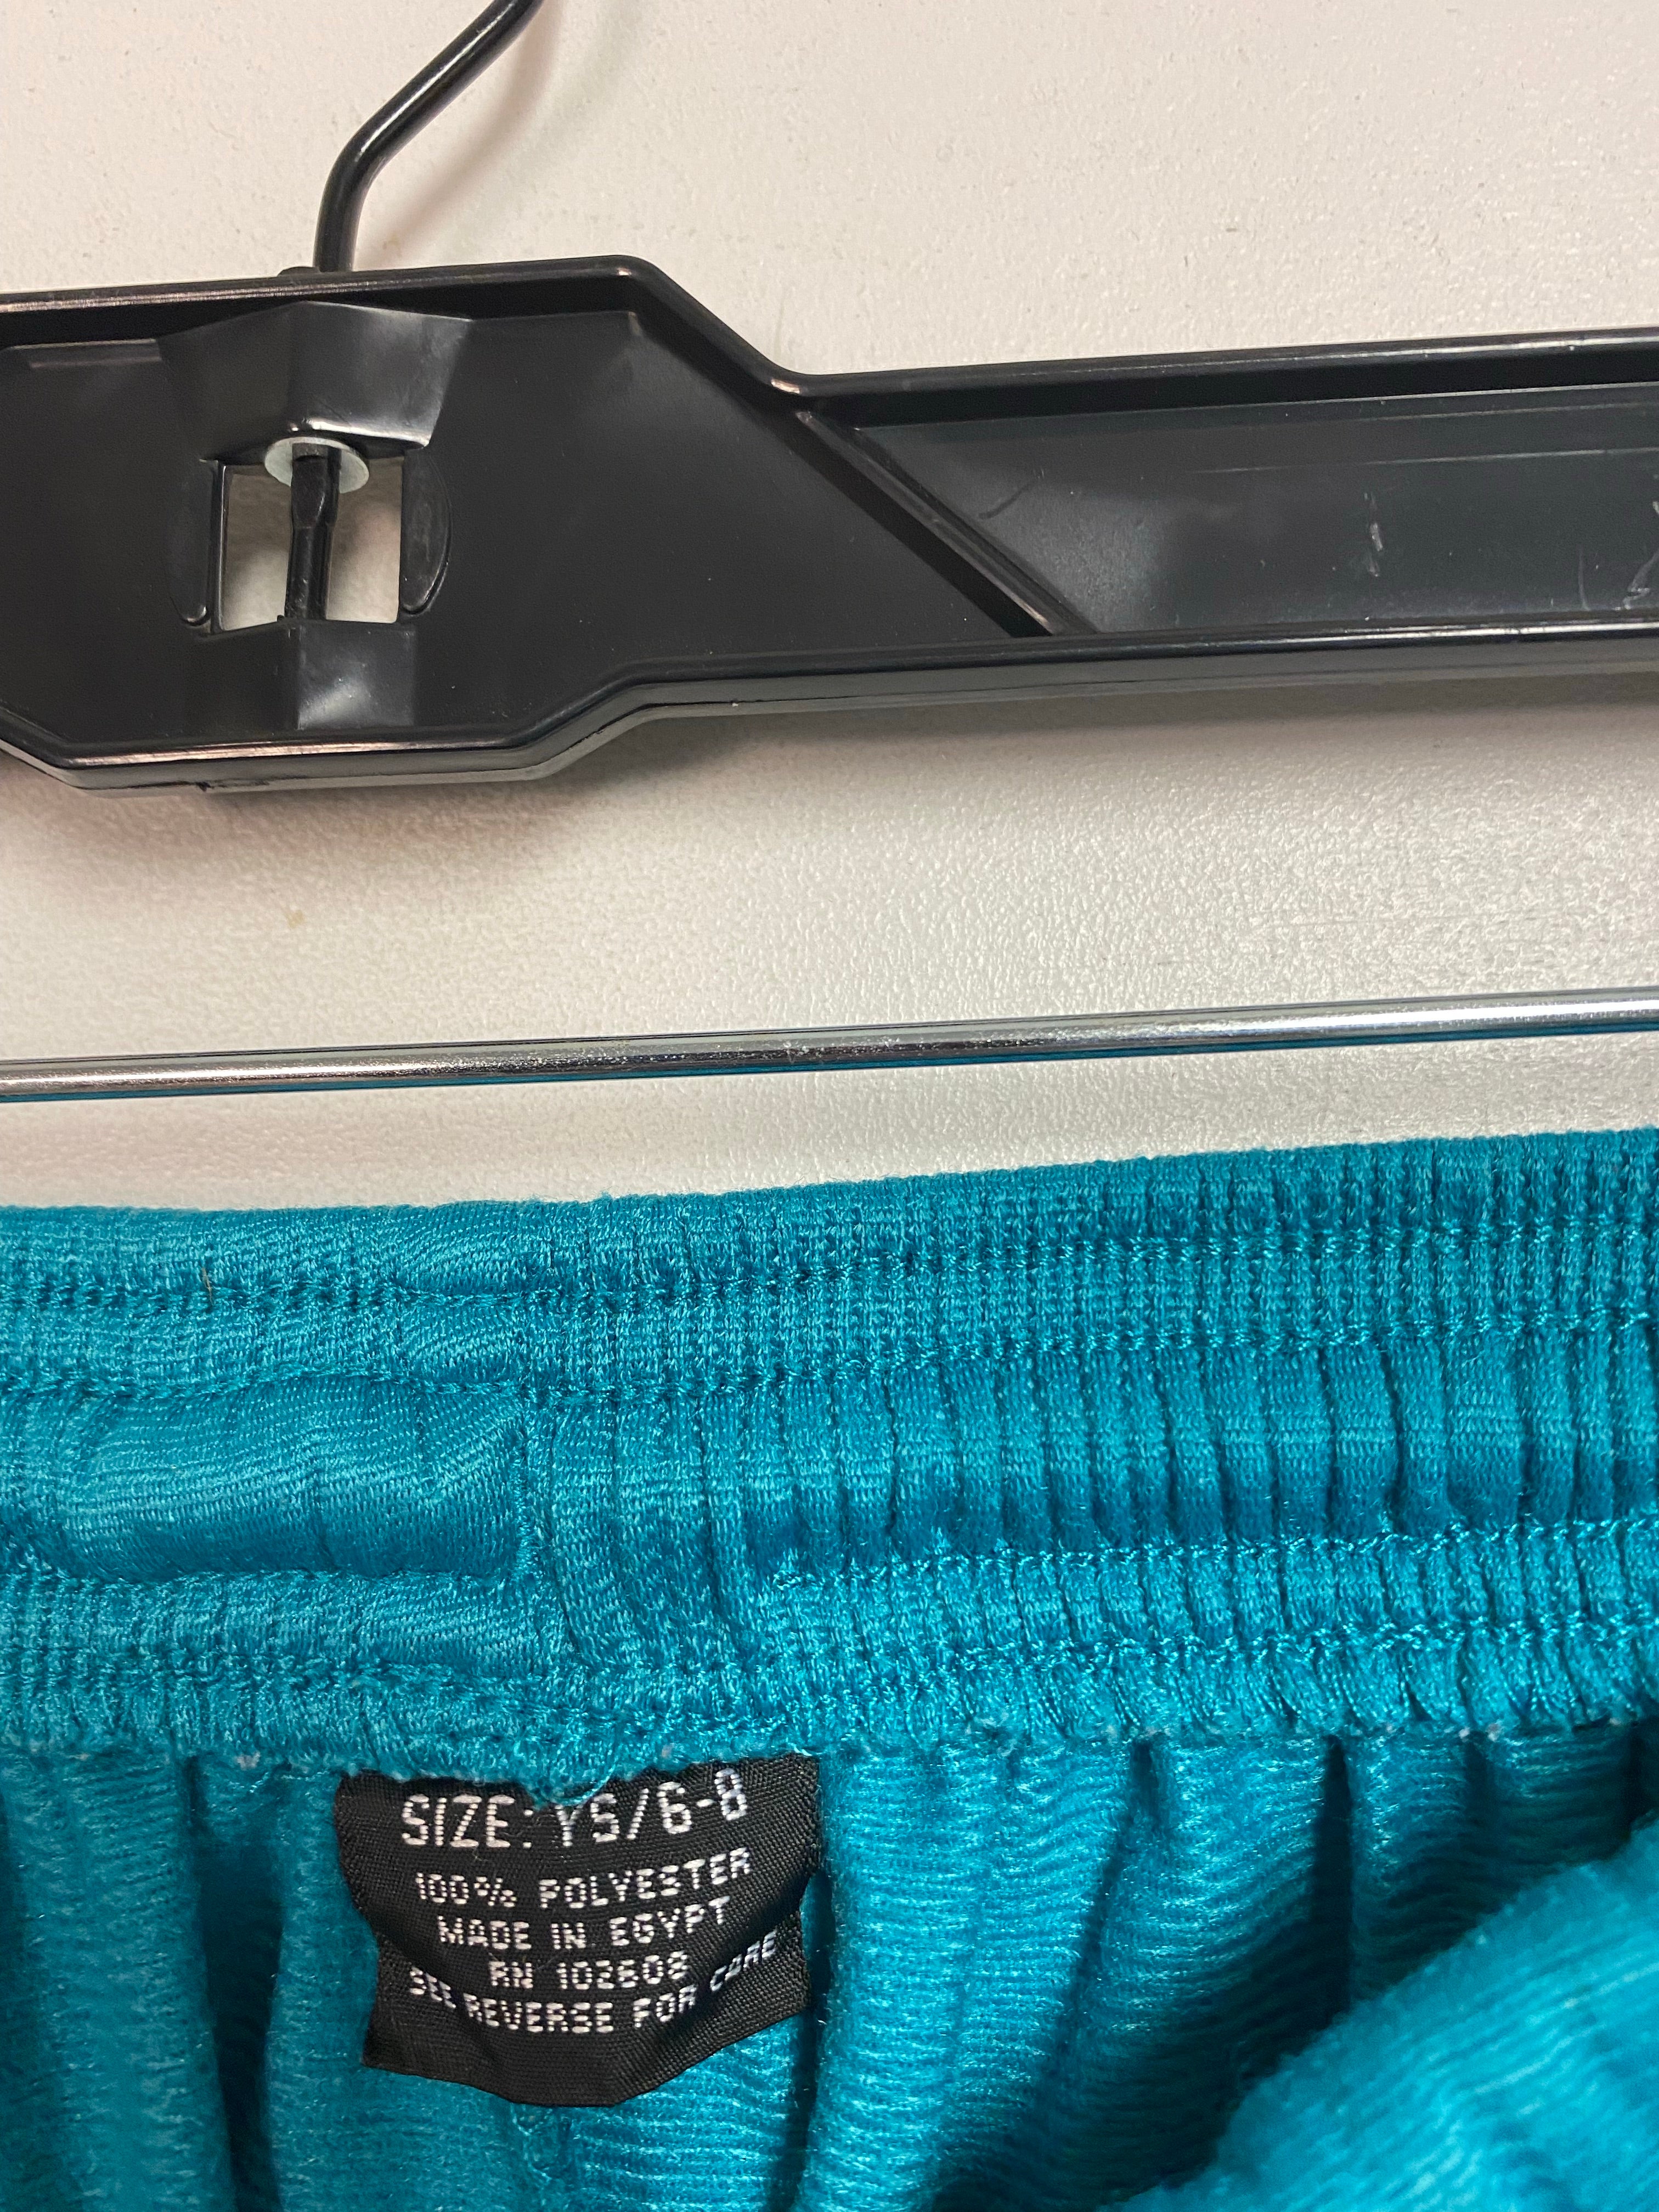 SIZE: YS/6-8
100% POLYESTER
MADE IN EGYPT
RN 102608
SEE REVERSE FOR CARE